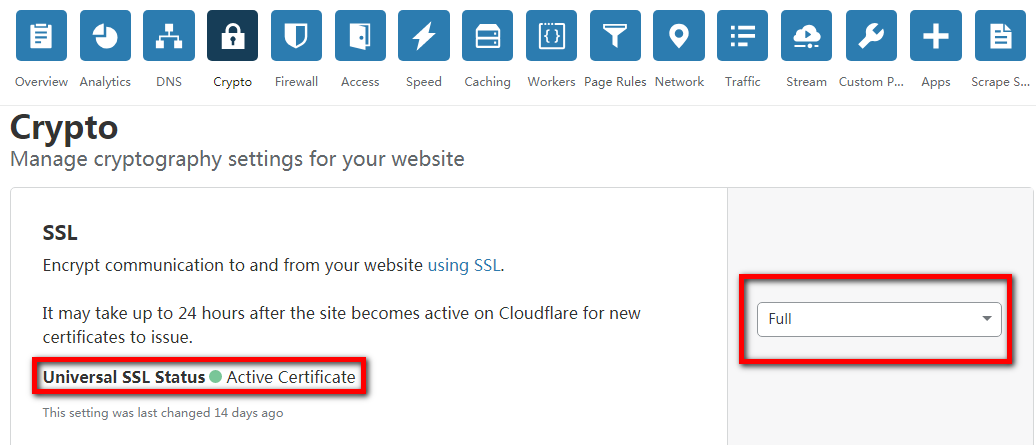 Overview Analytics DNS Crypto Firewall Access Speed Caching Workers Page Rules Network Traffic Stream Custom P... Apps Scrape S...
Crypto
Manage cryptography settings for your website
SSL
Encrypt communication to and from your website using SSL.
It may take up to 24 hours after the site becomes active on Cloudflare for new
certificates to issue.
Full
Universal SSL Status Active Certificate
This setting was last changed 14 days ago